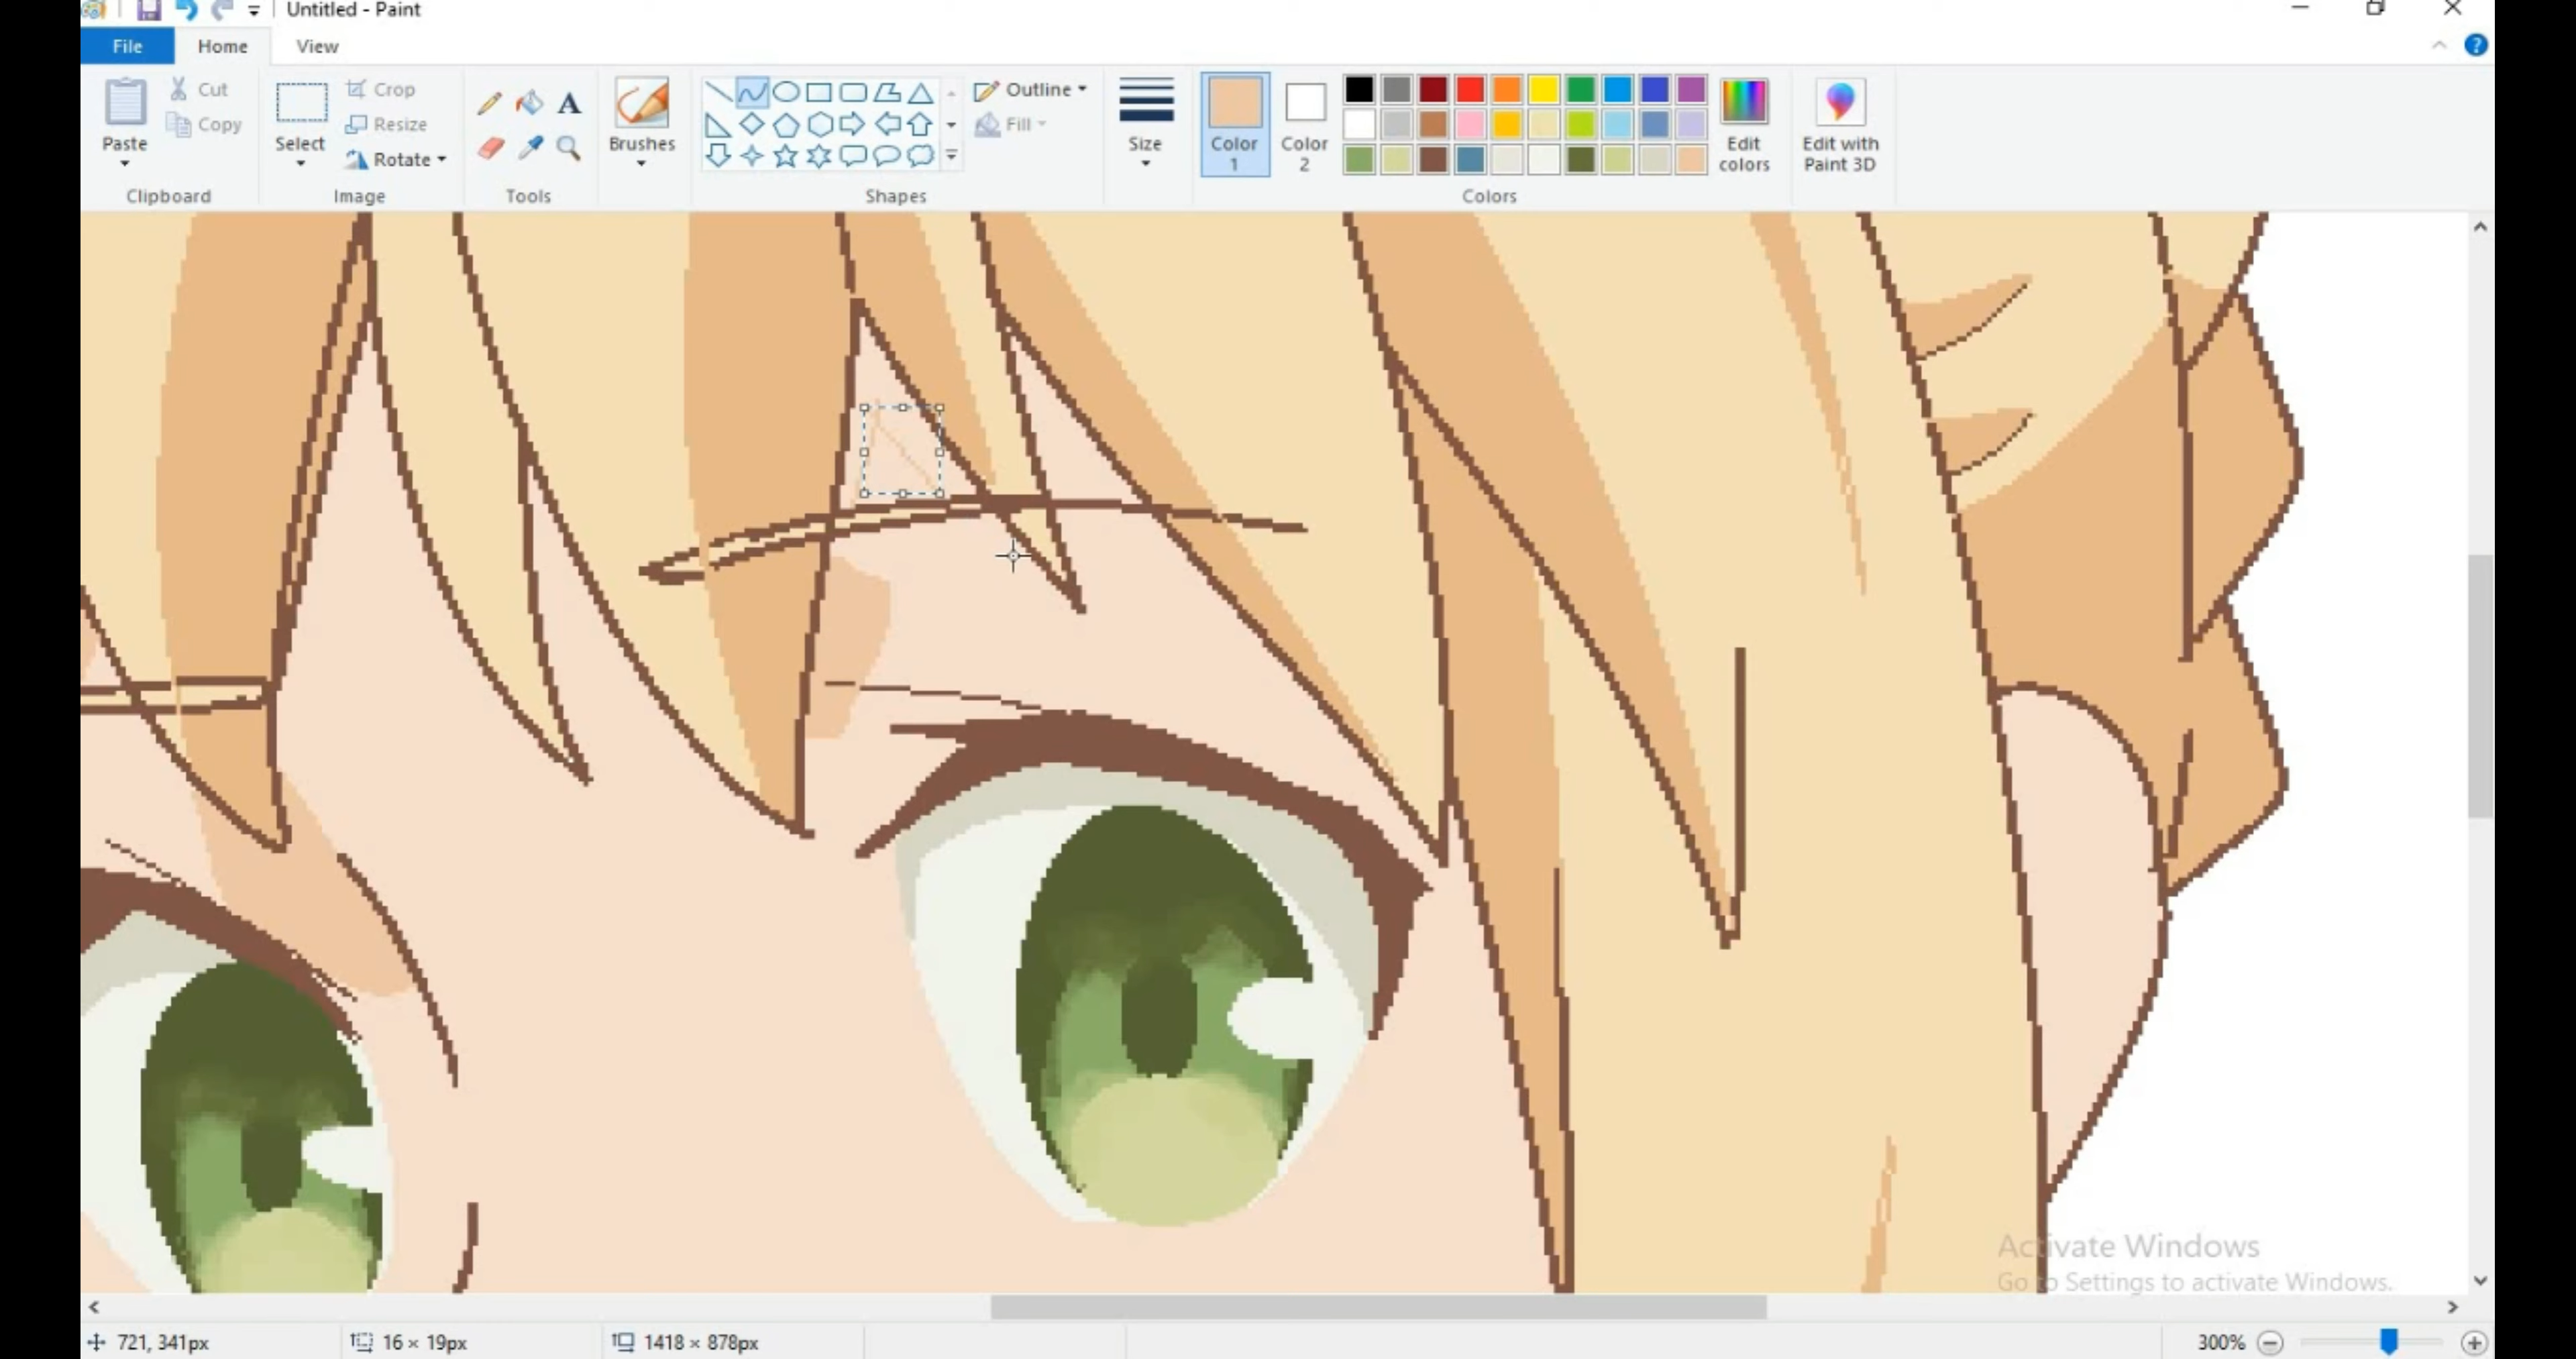 Untitled - Paint
File Home View
Paste
Cut
Copy
Clipboard
Select
Crop
Resize
Rotate
Image
A
Tools
Brushes
Outline
Fill
Shapes
Size
Color 1
Color 2
Edit colors
Colors
Edit with Paint 3D
Activate Windows
Go to Settings to activate Windows.
721, 341px
16 × 19px
1418 × 878px
300%